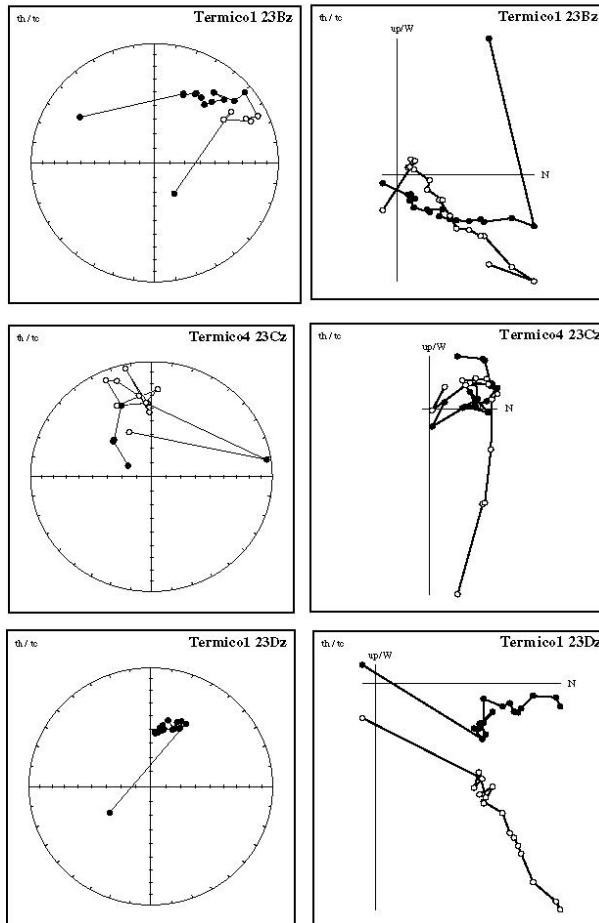 th / tc Termico1 23Bz
th / tc Termico1 23Bz
up/W
N
th / tc Termico4 23Cz
th / tc Termico4 23Cz
up/W
N
th / tc Termico1 23Dz
th / tc Termico1 23Dz
up/W
N